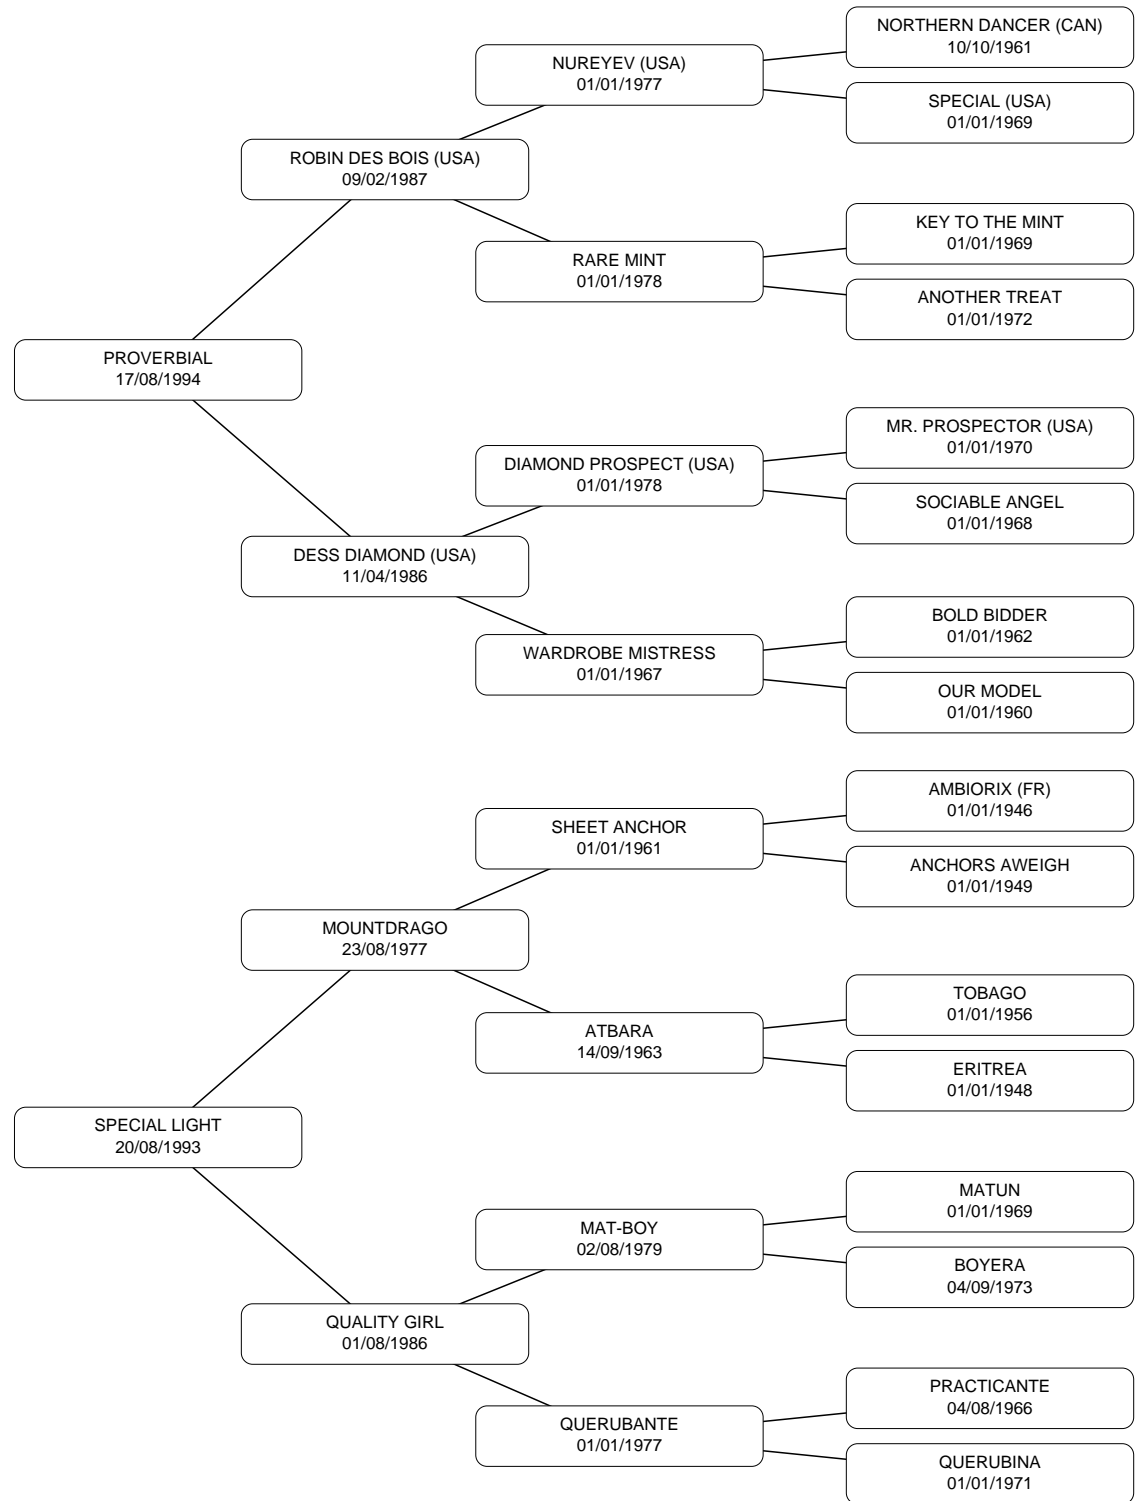 NORTHERN DANCER (CAN)
10/10/1961
NUREYEV (USA)
01/01/1977
SPECIAL (USA)
01/01/1969
ROBIN DES BOIS (USA)
09/02/1987
KEY TO THE MINT
01/01/1969
RARE MINT
01/01/1978
ANOTHER TREAT
01/01/1972
PROVERBIAL
17/08/1994
MR. PROSPECTOR (USA)
01/01/1970
DIAMOND PROSPECT (USA)
01/01/1978
SOCIABLE ANGEL
01/01/1968
DESS DIAMOND (USA)
11/04/1986
BOLD BIDDER
01/01/1962
WARDROBE MISTRESS
01/01/1967
OUR MODEL
01/01/1960
AMBIORIX (FR)
01/01/1946
SHEET ANCHOR
01/01/1961
ANCHORS AWEIGH
01/01/1949
MOUNTDRAGO
23/08/1977
TOBAGO
01/01/1956
ATBARA
14/09/1963
ERITREA
01/01/1948
SPECIAL LIGHT
20/08/1993
MATUN
01/01/1969
MAT-BOY
02/08/1979
BOYERA
04/09/1973
QUALITY GIRL
01/08/1986
PRACTICANTE
04/08/1966
QUERUBANTE
01/01/1977
QUERUBINA
01/01/1971